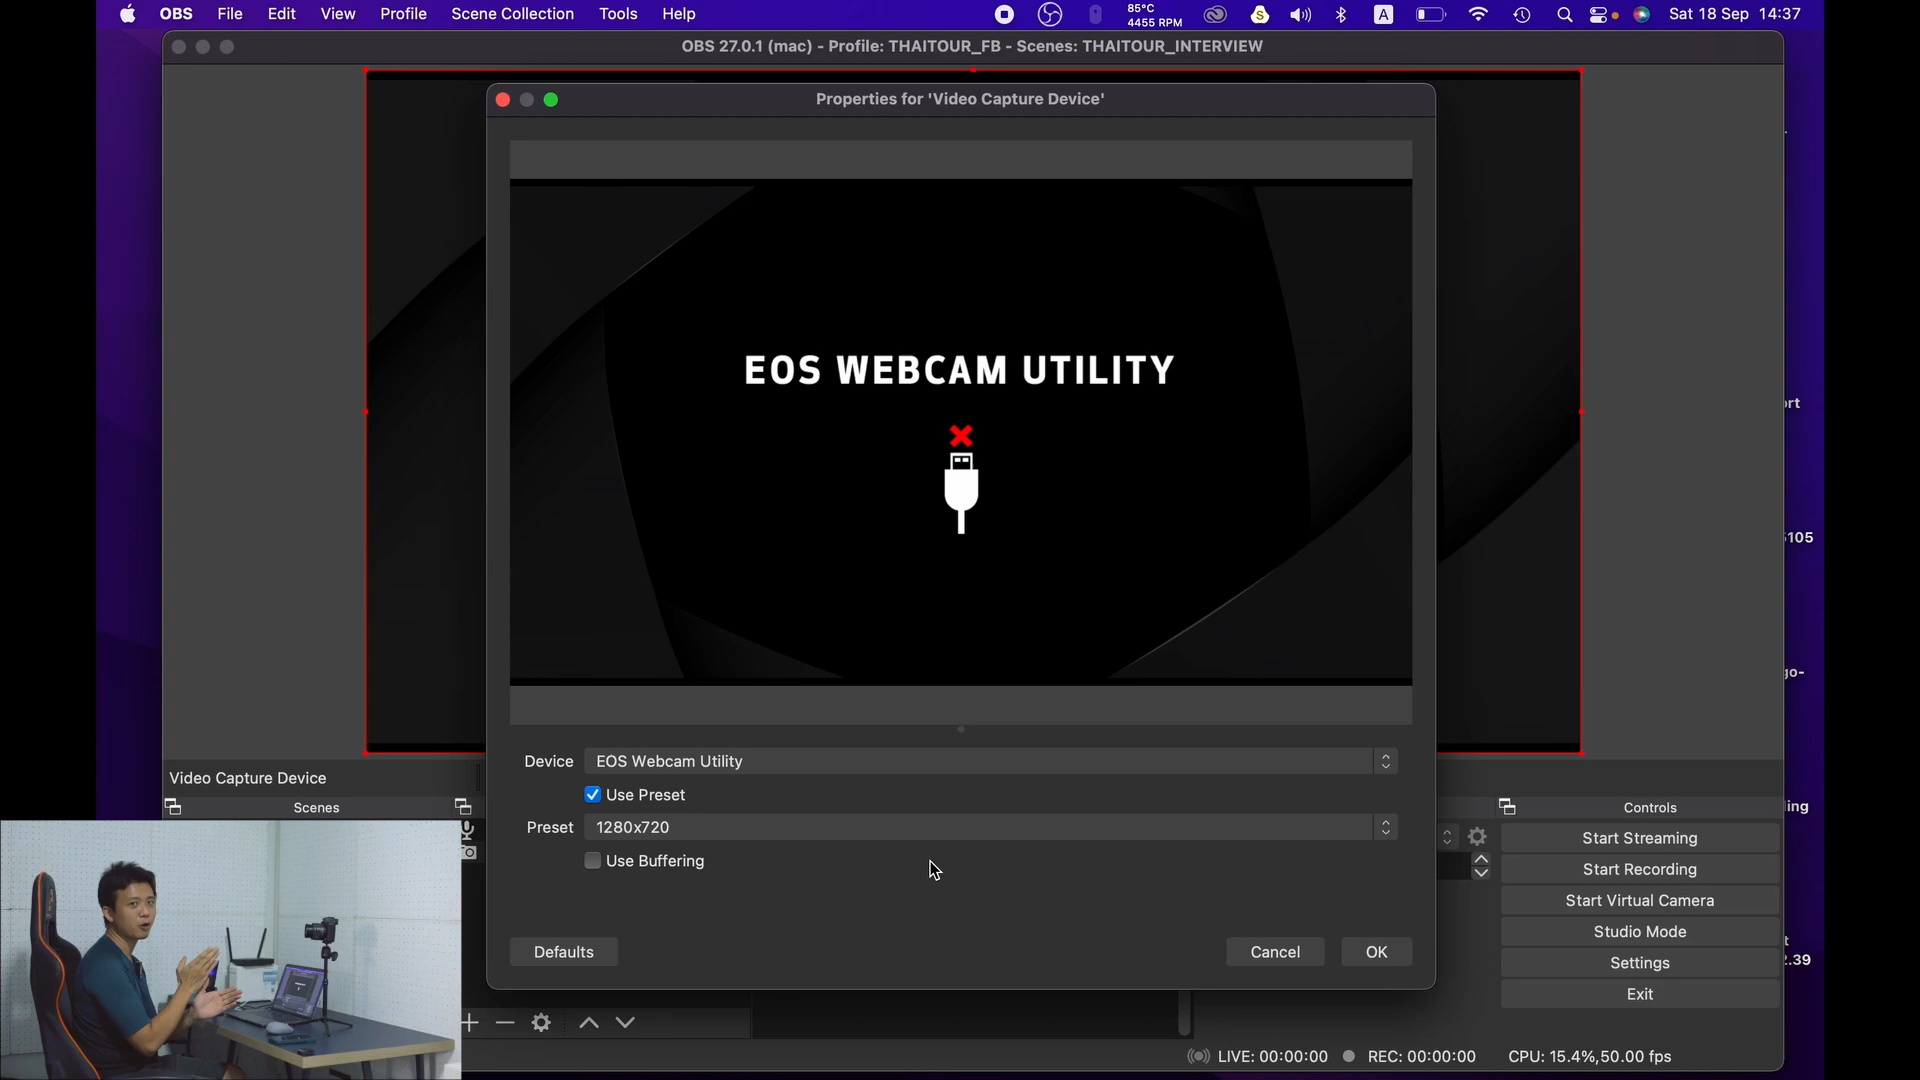 OBS File Edit View Profile Scene Collection Tools Help
85°C
4455 RPM
S
A
Sat 18 Sep 14:37
OBS 27.0.1 (mac) - Profile: THAITOUR_FB - Scenes: THAITOUR_INTERVIEW
Properties for 'Video Capture Device'
EOS WEBCAM UTILITY
Device EOS Webcam Utility
Use Preset
Preset 1280x720
Use Buffering
Defaults Cancel OK
Video Capture Device
Scenes
Controls
Start Streaming
Start Recording
Start Virtual Camera
Studio Mode
Settings
Exit
LIVE: 00:00:00 REC: 00:00:00 CPU: 15.4%,50.00 fps